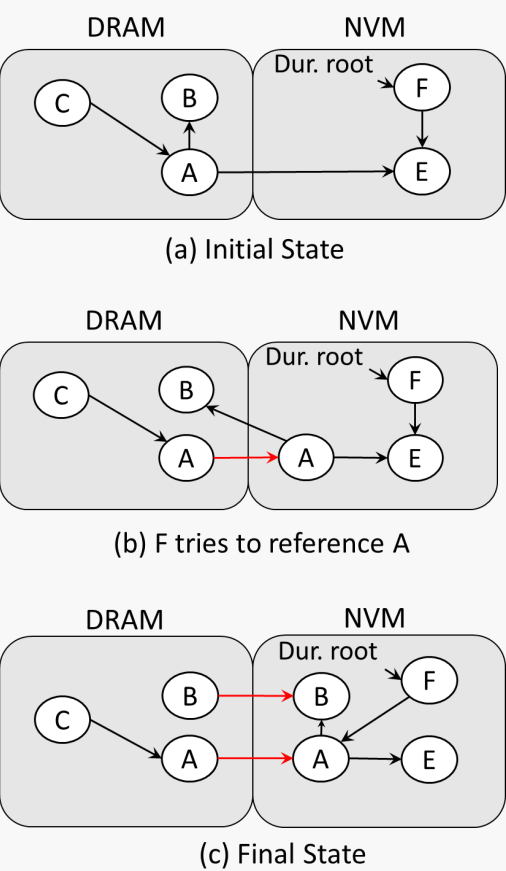 DRAM NVM
Dur. root
C B F
A E
(a) Initial State
DRAM NVM
Dur. root
C B F
A A E
(b) F tries to reference A
DRAM NVM
Dur. root
B B F
C
A A E
(c) Final State